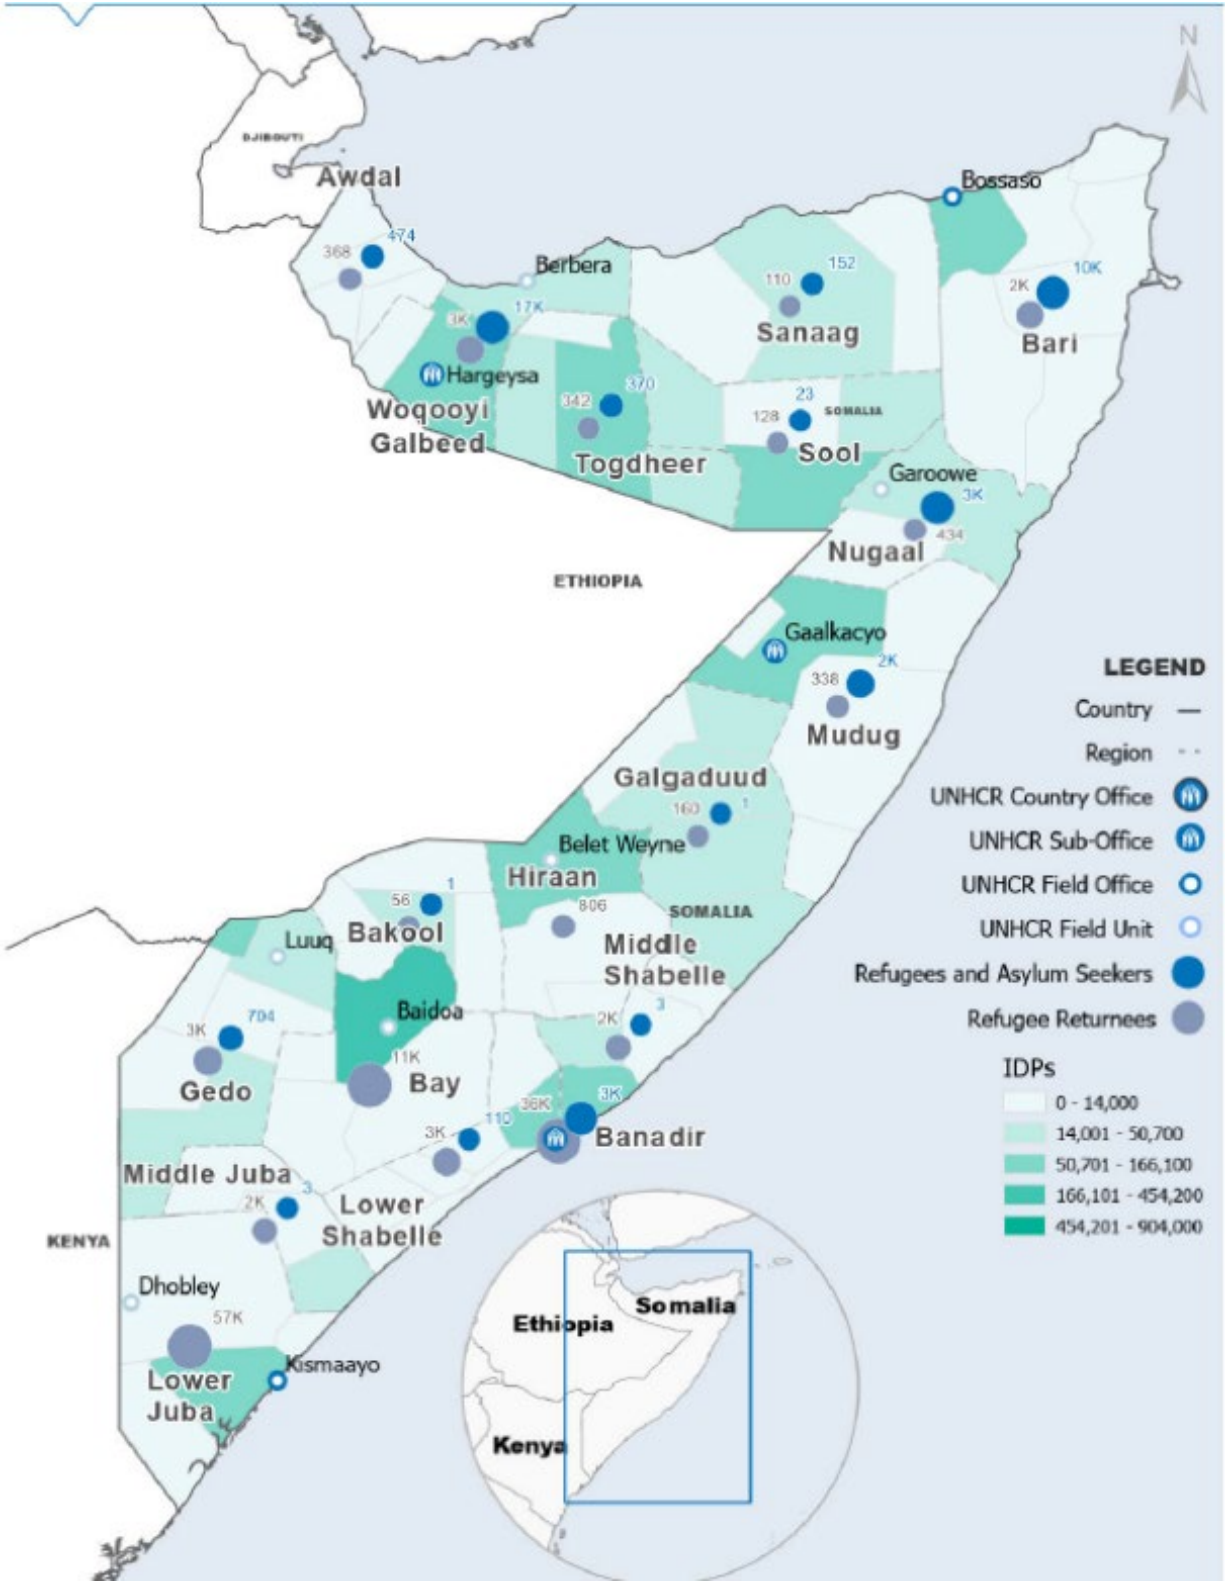 N
DJIBOUTI
Awdal
474
368
Bossaso
Berbera
152
110
10K
2K
17K
3K
Sanaag
Bari
Hargeysa
370
342
23
128
SOMALIA
Woqooyi
Galbeed
Togdheer
Sool
Garoowe
3K
434
Nugaal
ETHIOPIA
Gaalkacyo
2K
338
Mudug
LEGEND
Country
Region
UNHCR Country Office
UNHCR Sub-Office
UNHCR Field Office
UNHCR Field Unit
Refugees and Asylum Seekers
Refugee Returnees
IDPs
0 - 14,000
14,001 - 50,700
50,701 - 166,100
166,101 - 454,200
454,201 - 904,000
Galgaduud
160
1
Belet Weyne
Hiraan
806
SOMALIA
1
56
Bakool
Luuq
Middle
Shabelle
Baidoa
3
2K
704
3K
Gedo
11K
Bay
36K
3K
Banadir
110
3K
Middle Juba
3
2K
Lower
Shabelle
KENYA
Dhobley
57K
Kismaayo
Lower
Juba
Somalia
Ethiopia
Kenya